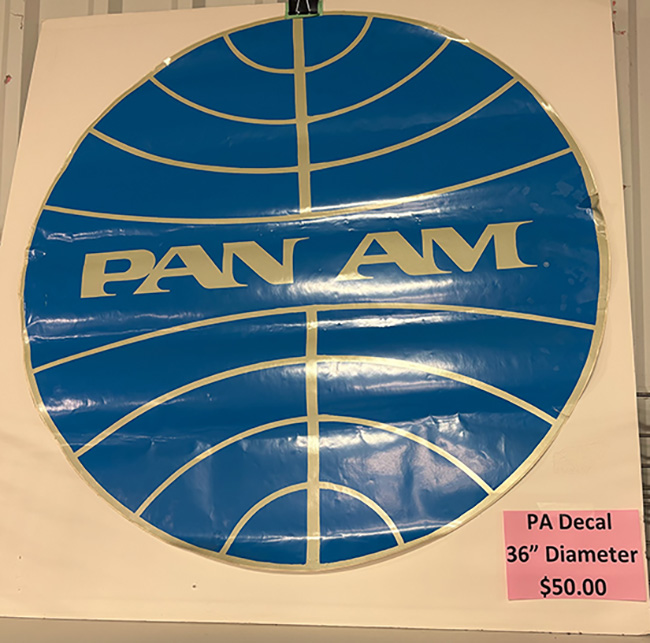 PAN AM
PA Decal
36” Diameter
$50.00